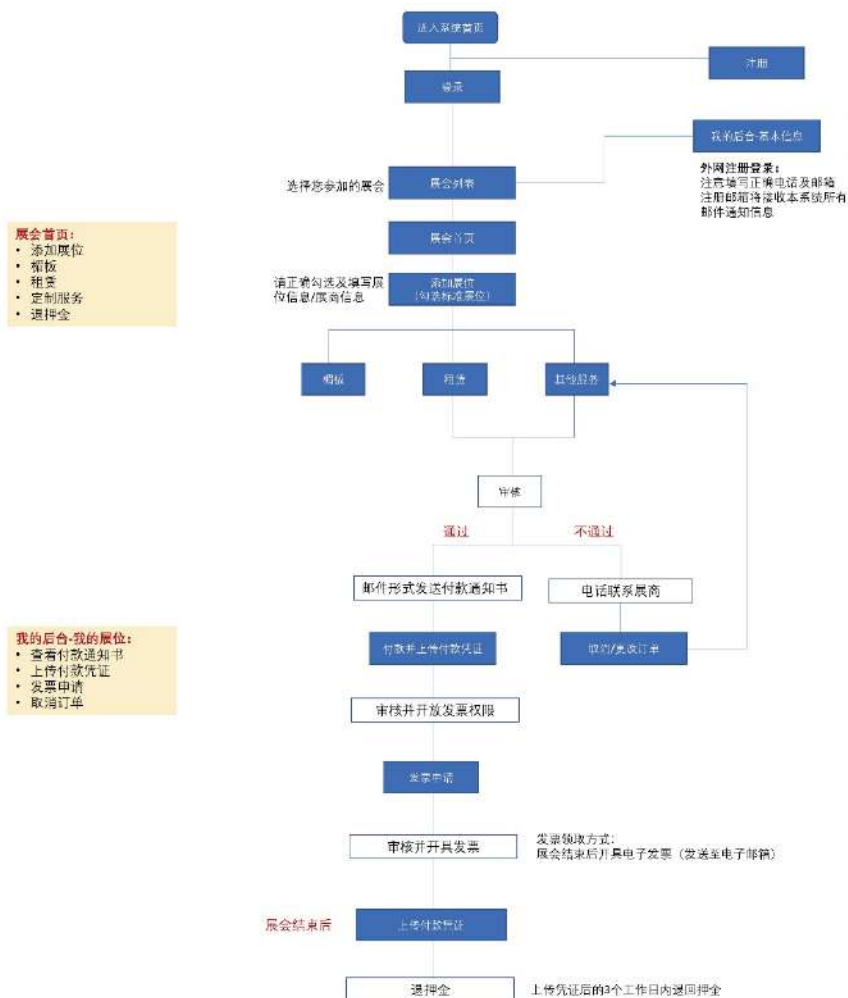 进入系统首页
注册
登录
我的后台-基本信息
外网注册登录：
注意填写正确电话及邮箱
注册邮箱将接收本系统所有
邮件通知信息
选择您参加的展会
展会列表
展会首页
展会首页：
• 添加展位
• 楣板
• 租赁
• 定制服务
• 退押金
请正确勾选及填写展
位信息/展商信息
添加展位
(勾选标准展位)
楣板
租赁
其他服务
审核
通过
不通过
邮件形式发送付款通知书
电话联系展商
我的后台-我的展位：
• 查看付款通知书
• 上传付款凭证
• 发票申请
• 取消订单
付款并上传付款凭证
取消/更改订单
审核并开放发票权限
发票申请
审核并开具发票
发票领取方式：
展会结束后开具电子发票（发送至电子邮箱）
展会结束后
上传付款凭证
退押金
上传凭证后的3个工作日内退回押金